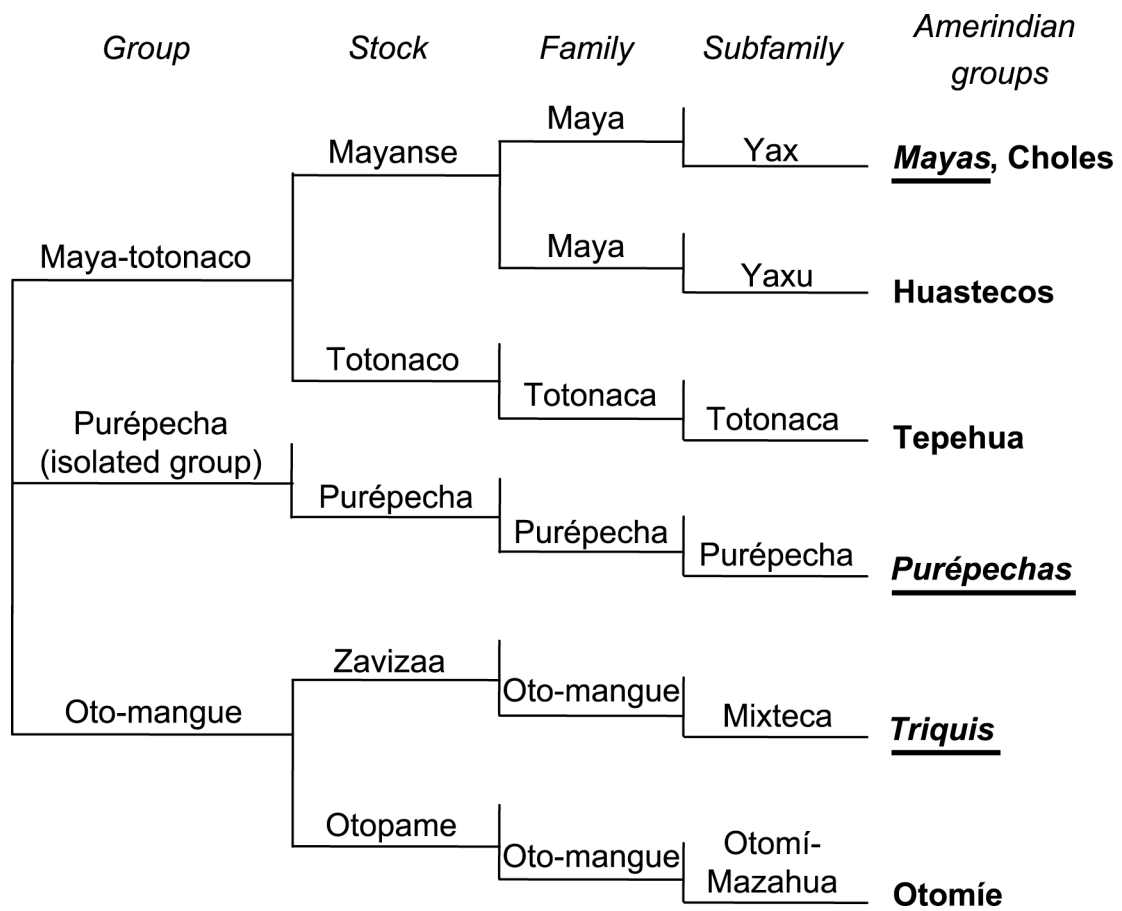 Group Stock Family Subfamily Amerindian
groups
Maya
Mayanse Yax Mayas, Choles
Maya
Maya-totonaco Yaxu Huastecos
Totonaco
Totonaca
Totonaca Tepehua
Purépecha
(isolated group)
Purépecha
Purépecha
Purépecha Purépechas
Zavizaa
Oto-mangue
Oto-mangue Mixteca Triquis
Otopame
Oto-mangue Otomí-
Mazahua Otomíe